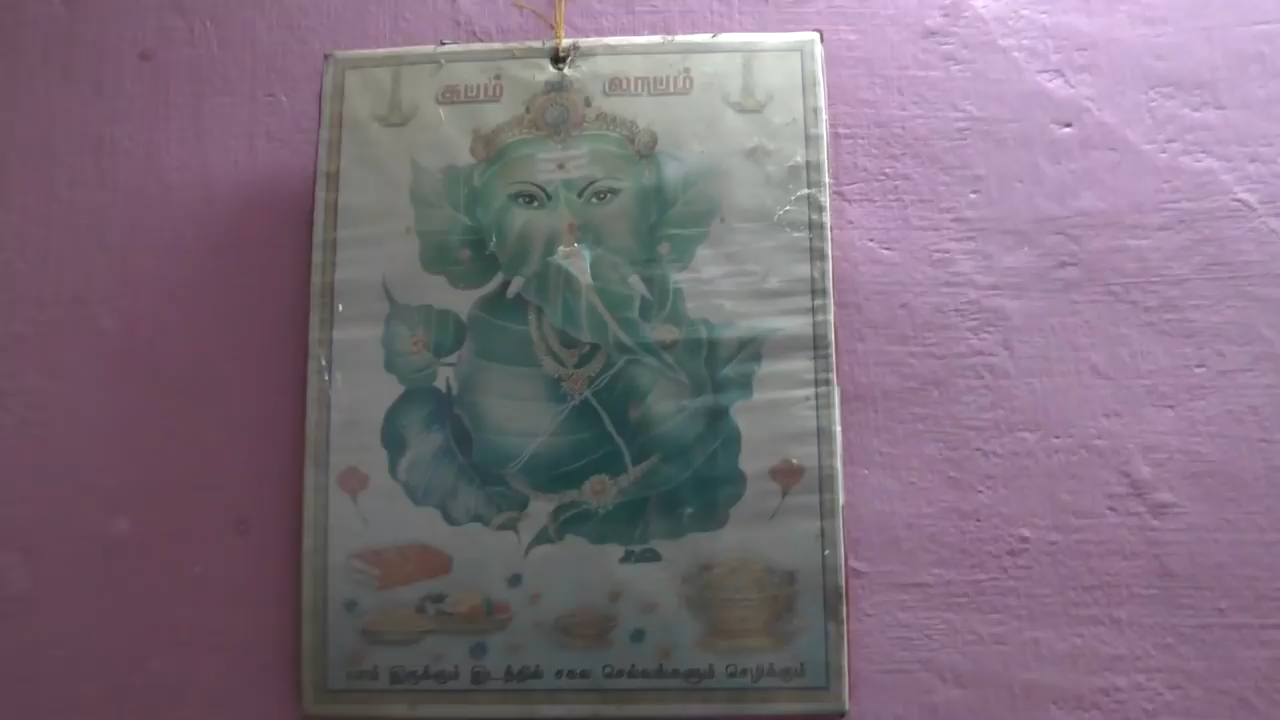 சுபம் லாபம்
இருக்கும் இடத்தில் சகல செல்வங்களும் செழிக்கும்